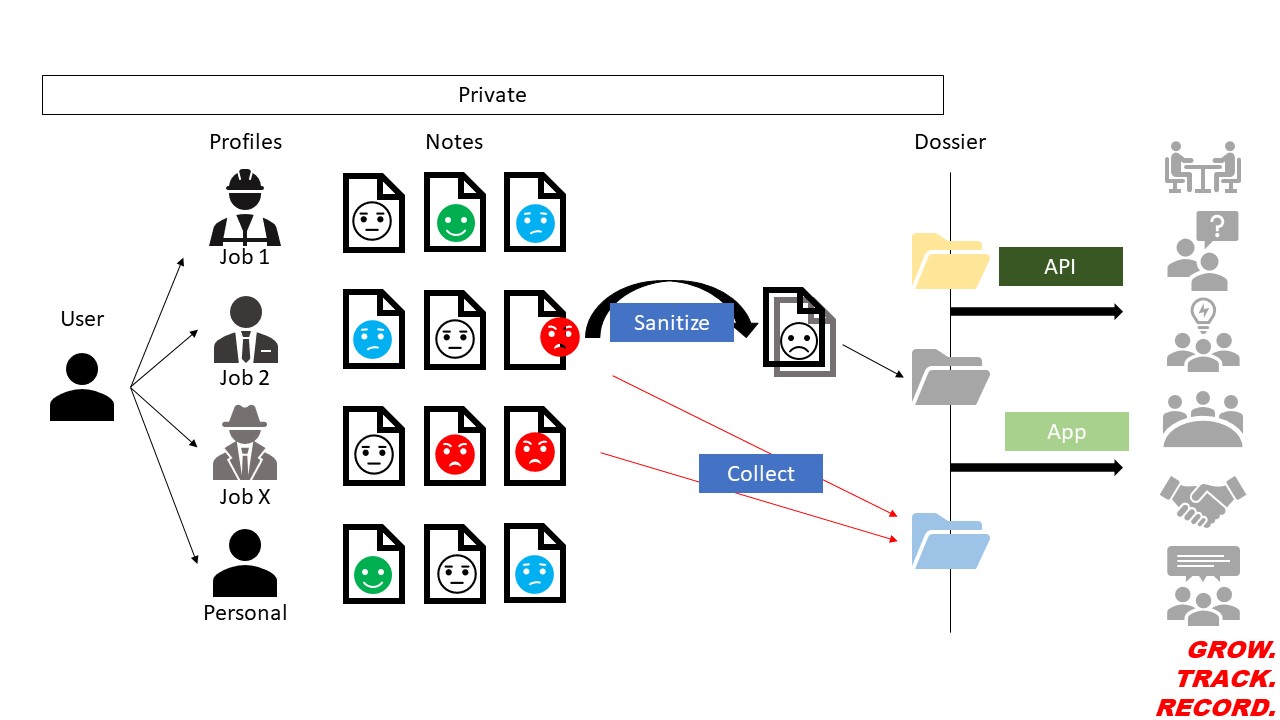 Private
Profiles
Notes
Dossier
Job 1
?
API
User
Sanitize
Job 2
App
Collect
Job X
Personal
GROW.
TRACK.
RECORD.